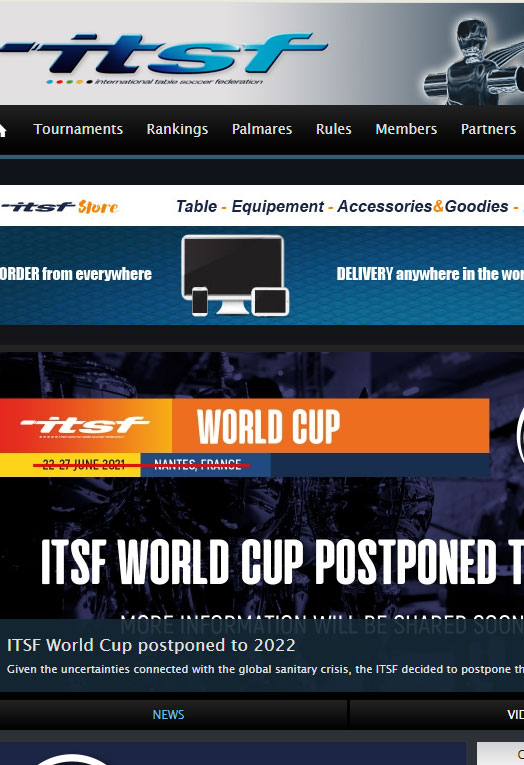 itsf
international table soccer federation
Tournaments Rankings Palmares Rules Members Partners
itsf Store Table - Equipement - Accessories&Goodies -
ORDER from everywhere DELIVERY anywhere in the wor
itsf WORLD CUP
22-27 JUNE 2021 NANTES, FRANCE
ITSF WORLD CUP POSTPONED T
MORE INFORMATION WILL BE SHARED SOON
ITSF World Cup postponed to 2022
Given the uncertainties connected with the global sanitary crisis, the ITSF decided to postpone th
NEWS VID